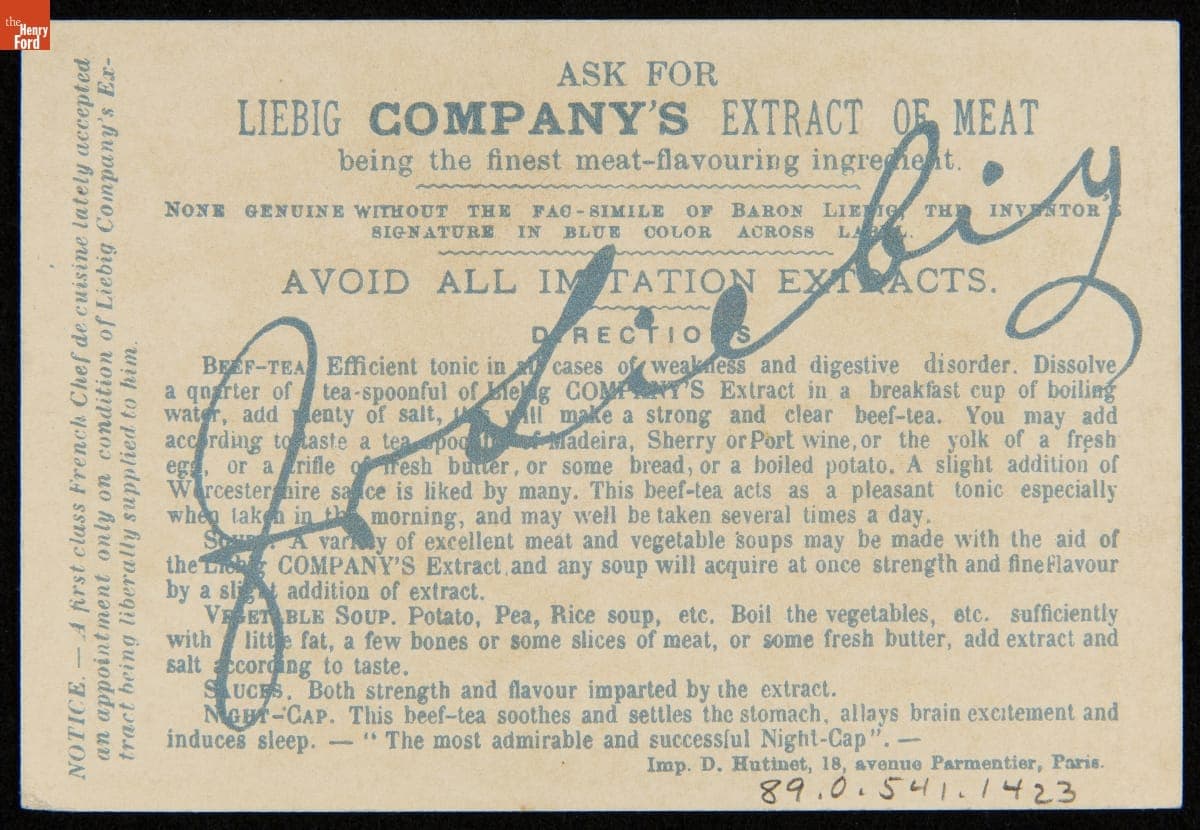 the
Henry
Ford
ASK FOR
LIEBIG COMPANY'S EXTRACT OF MEAT
being the finest meat-flavouring ingredient.
NONE GENUINE WITHOUT THE FAC-SIMILE OF BARON LIEBIG, THE INVENTOR'S
SIGNATURE IN BLUE COLOR ACROSS LABEL.
AVOID ALL IMITATION EXTRACTS.
DIRECTIONS
BEEF-TEA. Efficient tonic in all cases of weakness and digestive disorder. Dissolve
a quarter of tea-spoonful of Liebig COMPANY'S Extract in a breakfast cup of boiling
water, add plenty of salt, this will make a strong and clear beef-tea. You may add
according to taste a tea-spoonful of Madeira, Sherry or Port wine, or the yolk of a fresh
egg, or a trifle of fresh butter, or some bread, or a boiled potato. A slight addition of
Worcestershire sauce is liked by many. This beef-tea acts as a pleasant tonic especially
when taken in the morning, and may well be taken several times a day.
SOUPS. A variety of excellent meat and vegetable soups may be made with the aid of
the Liebig COMPANY'S Extract, and any soup will acquire at once strength and fine Flavour
by a slight addition of extract.
VEGETABLE SOUP. Potato, Pea, Rice soup, etc. Boil the vegetables, etc. sufficiently
with little fat, a few bones or some slices of meat, or some fresh butter, add extract and
salt according to taste.
SAUCES. Both strength and flavour imparted by the extract.
NIGHT-CAP. This beef-tea soothes and settles the stomach, allays brain excitement and
induces sleep. — " The most admirable and successful Night-Cap". —
Imp. D. Hutinet, 18, avenue Parmentier, Paris.
89.0.541.1423
J v Liebig
NOTICE. — A first class French Chef de cuisine lately accepted
an appointment only on condition of Liebig Company's Ex-
tract being liberally supplied to him.